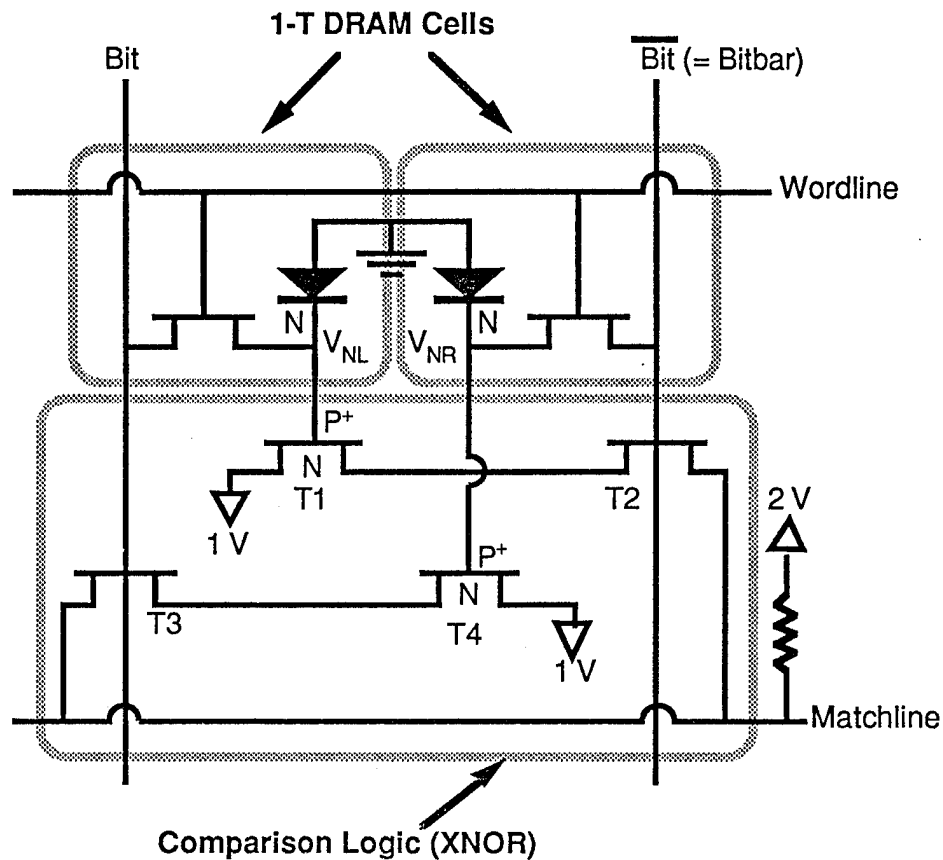 1-T DRAM Cells
Bit
Bit (= Bitbar)
Wordline
N
N
V_NL
V_NR
P+
N
T1
T2
1 V
2 V
P+
N
T3
T4
1 V
Matchline
Comparison Logic (XNOR)